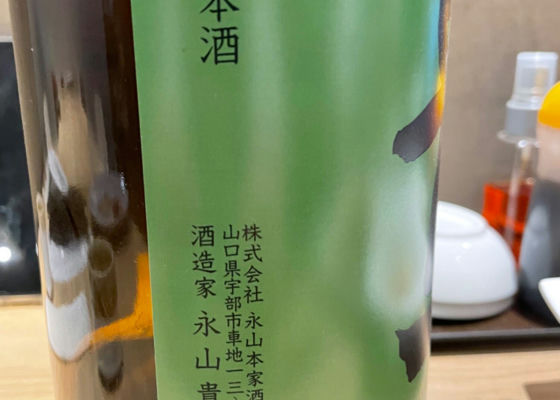 本酒
株式会社 永山本家酒
山口県宇部市車地一三
酒造家 永山貴